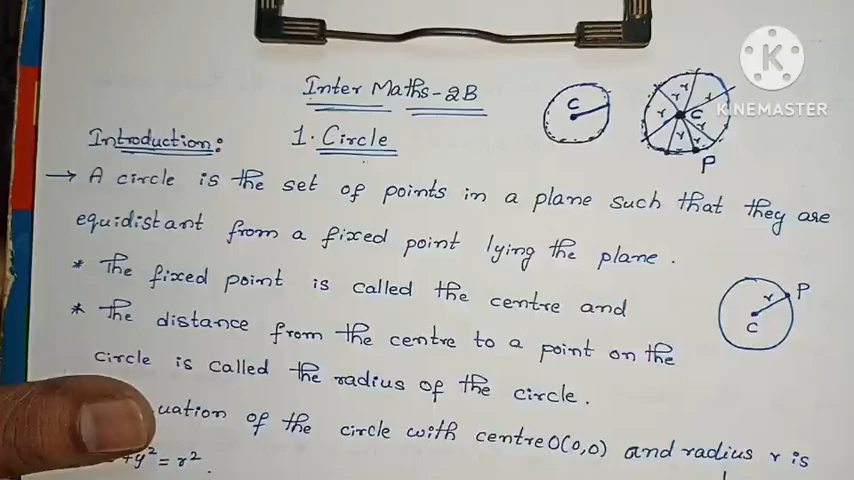 Inter Maths-2B
1. Circle
Introduction:
→ A circle is the set of points in a plane such that they are
equidistant from a fixed point lying the plane.
* The fixed point is called the centre and
* The distance from the centre to a point on the
circle is called the radius of the circle.
uation of the circle with centre O(0,0) and radius r is
+y² = r².
C
r r r r r r r C
P
r P
C
K
KINEMASTER